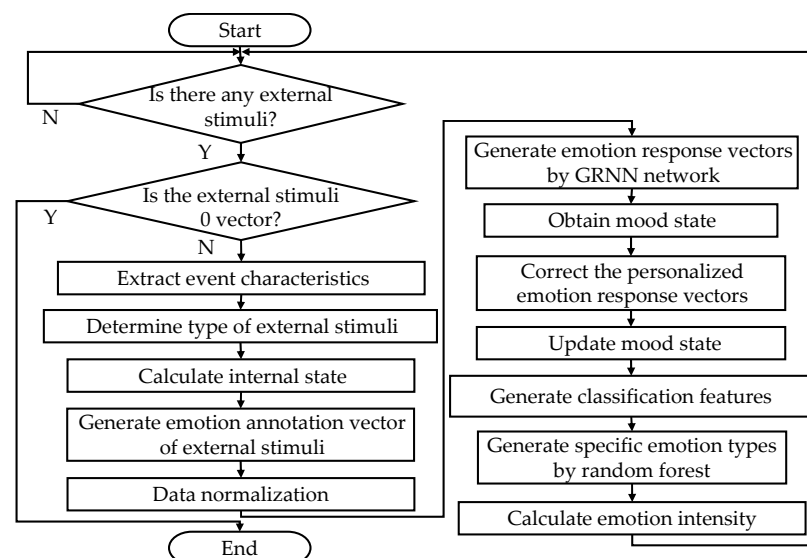 Start
Is there any external
stimuli?
N
Y
Is the external stimuli
0 vector?
Y
N
Extract event characteristics
Determine type of external stimuli
Calculate internal state
Generate emotion annotation vector
of external stimuli
Data normalization
End
Generate emotion response vectors
by GRNN network
Obtain mood state
Correct the personalized
emotion response vectors
Update mood state
Generate classification features
Generate specific emotion types
by random forest
Calculate emotion intensity